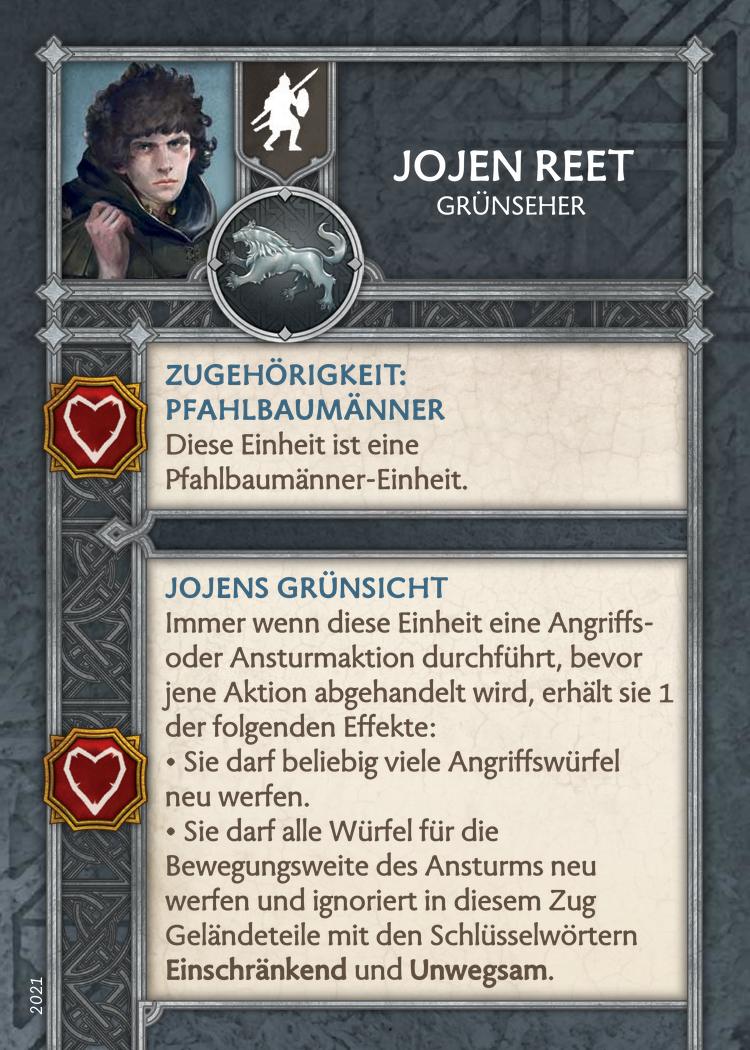 JOJEN REET
GRÜNSEHER
ZUGEHÖRIGKEIT:
PFAHLBAUMÄNNER
Diese Einheit ist eine
Pfahlbaumänner-Einheit.
JOJENS GRÜNSICHT
Immer wenn diese Einheit eine Angriffs-
oder Ansturmaktion durchführt, bevor
jene Aktion abgehandelt wird, erhält sie 1
der folgenden Effekte:
• Sie darf beliebig viele Angriffswürfel
neu werfen.
• Sie darf alle Würfel für die
Bewegungsweite des Ansturms neu
werfen und ignoriert in diesem Zug
Geländeteile mit den Schlüsselwörtern
Einschränkend und Unwegsam.
2021